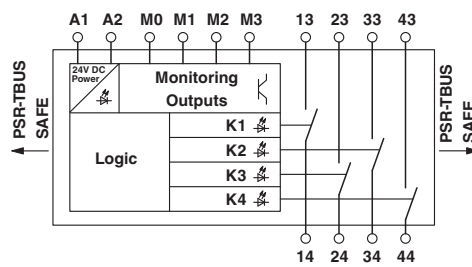 A1 A2 M0 M1 M2 M3 13 23 33 43
24V DC
Power
Monitoring
Outputs
PSR-TBUS
SAFE
Logic
K1
K2
K3
K4
PSR-TBUS
SAFE
14 24 34 44